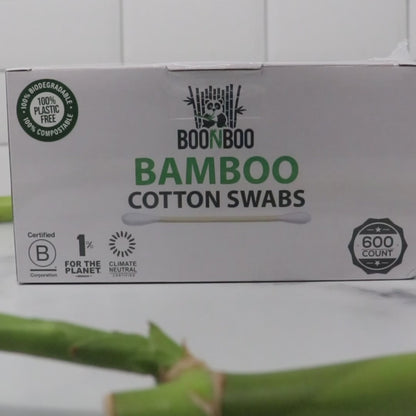 100% BIODEGRADABLE
100%
PLASTIC
FREE
100% COMPOSTABLE
BOONBOO
BAMBOO
COTTON SWABS
Certified
B
Corporation
1%
FOR THE
PLANET
CLIMATE
NEUTRAL
CERTIFIED
600
COUNT